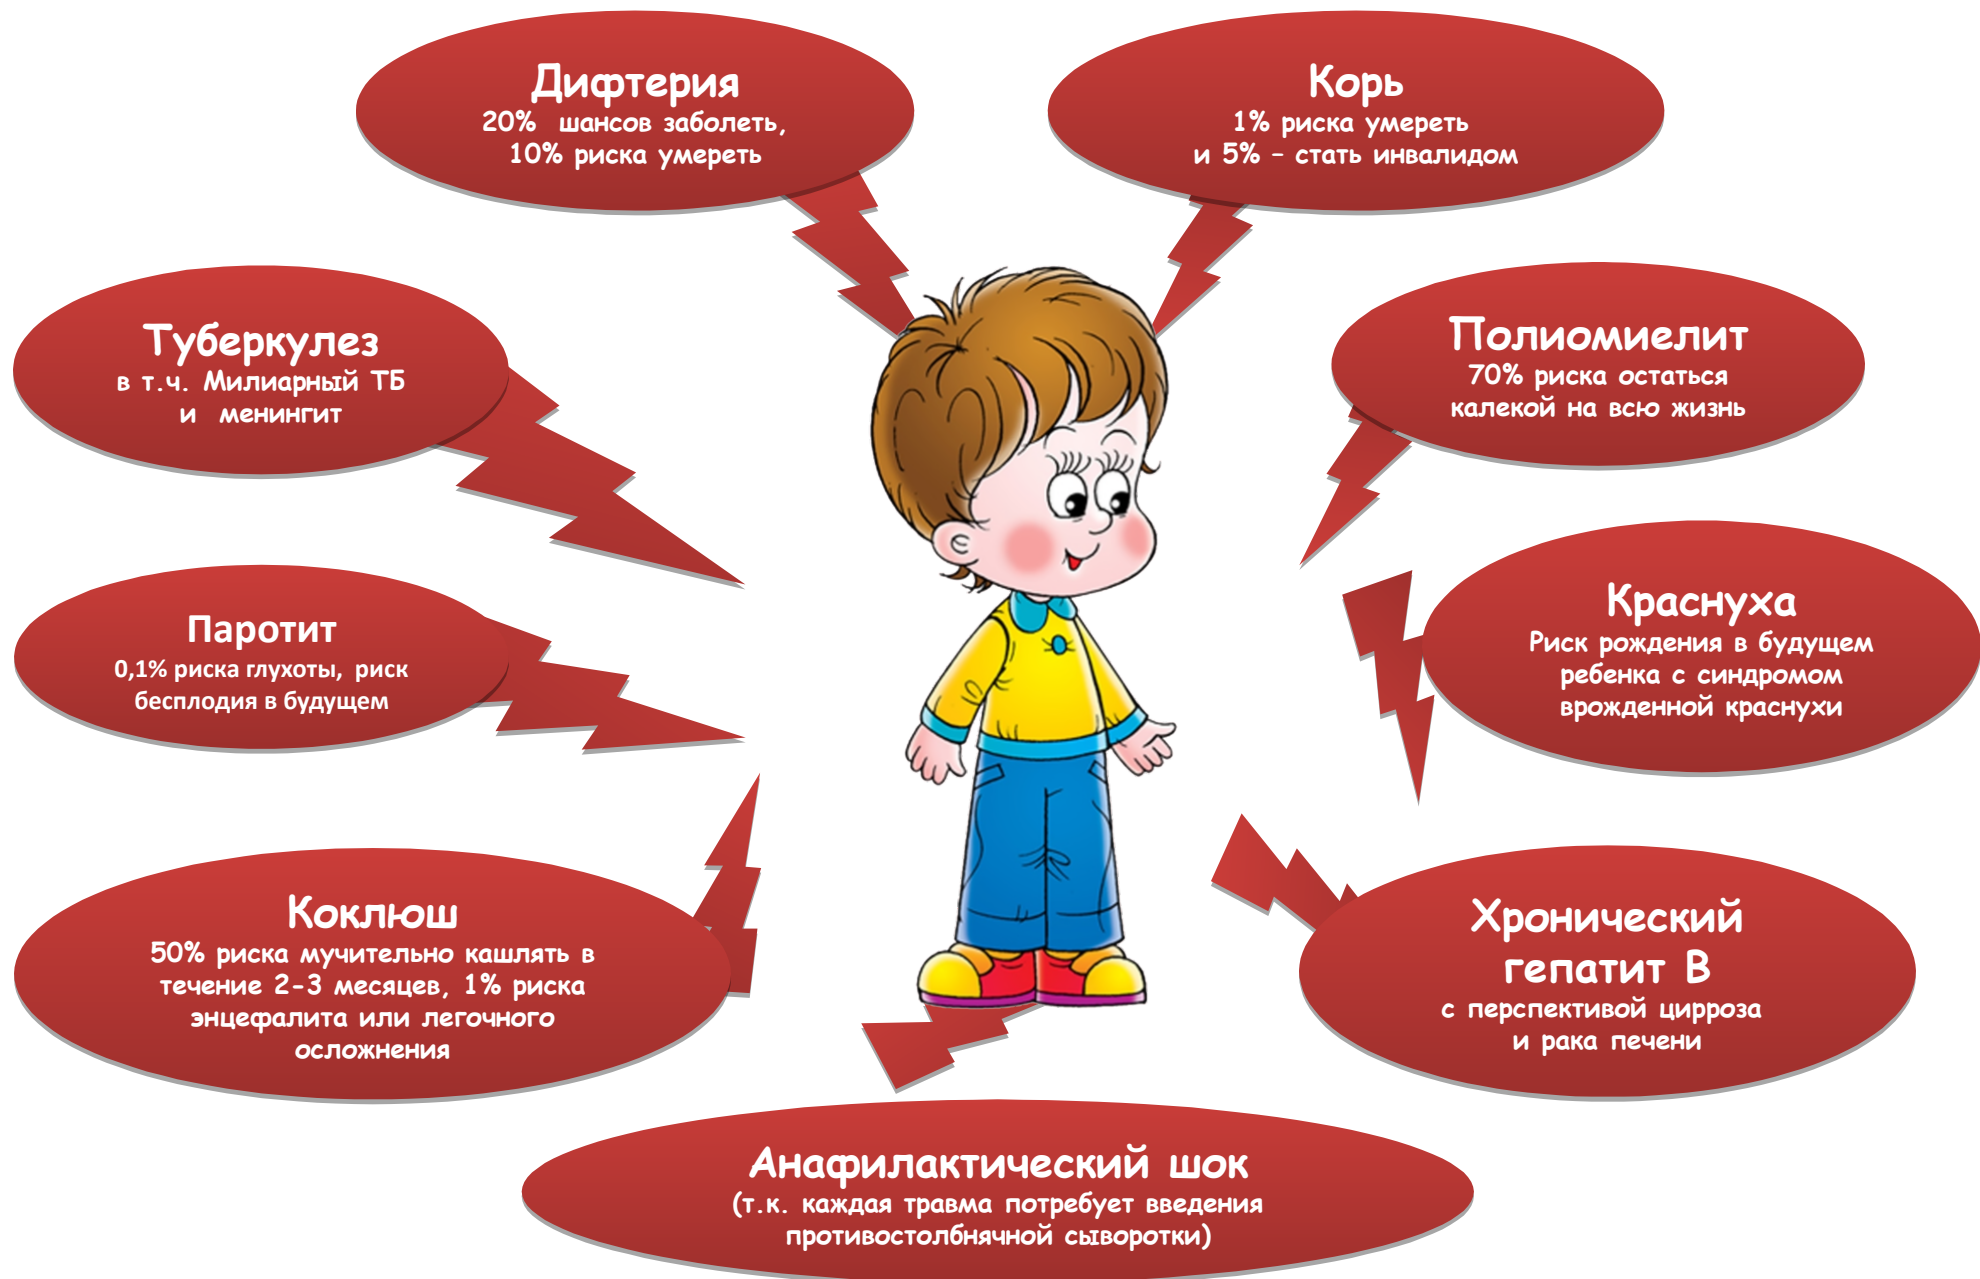 Дифтерия
20% шансов заболеть,
10% риска умереть
Корь
1% риска умереть
и 5% – стать инвалидом
Туберкулез
в т.ч. Милиарный ТБ
и менингит
Полиомиелит
70% риска остаться
калекой на всю жизнь
Паротит
0,1% риска глухоты, риск
бесплодия в будущем
Краснуха
Риск рождения в будущем
ребенка с синдромом
врожденной краснухи
Коклюш
50% риска мучительно кашлять в
течение 2-3 месяцев, 1% риска
энцефалита или легочного
осложнения
Хронический
гепатит В
с перспективой цирроза
и рака печени
Анафилактический шок
(т.к. каждая травма потребует введения
противостолбнячной сыворотки)